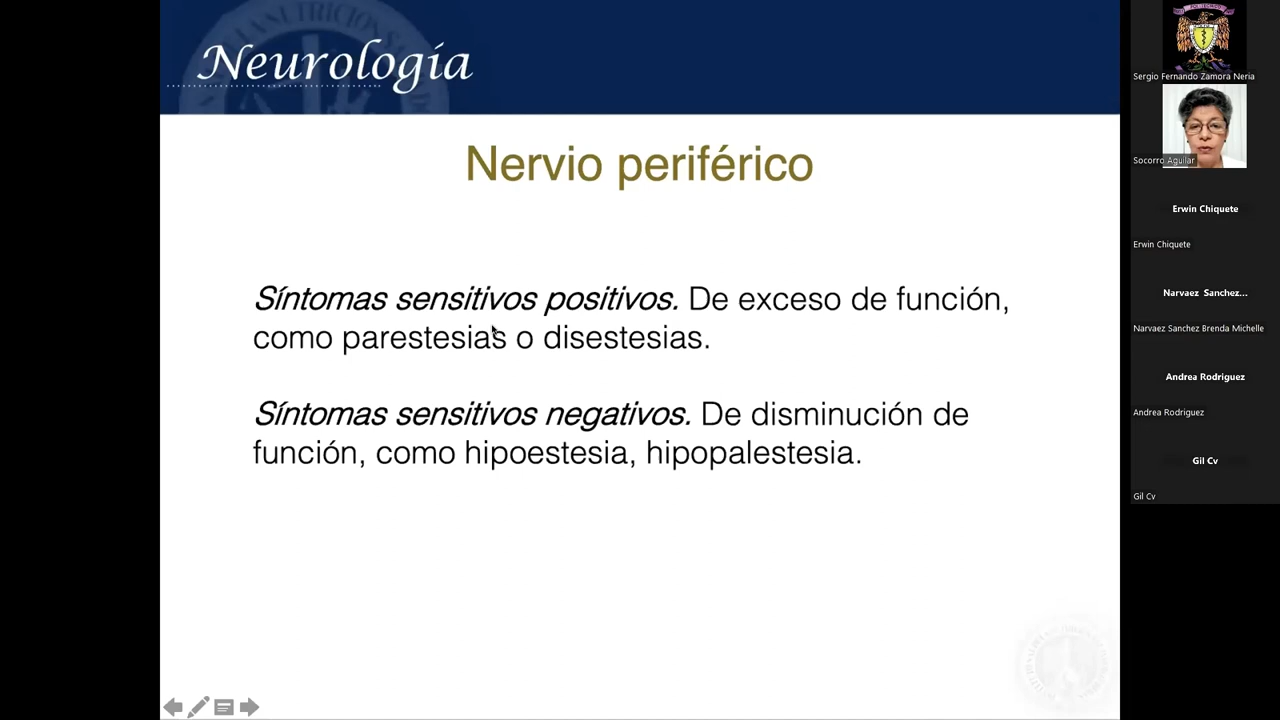 Neurología
Nervio periférico
Síntomas sensitivos positivos. De exceso de función,
como parestesias o disestesias.
Síntomas sensitivos negativos. De disminución de
función, como hipoestesia, hipopalestesia.
Sergio Fernando Zamora Neria
Socorro Aguilar
Erwin Chiquete
Erwin Chiquete
Narvaez Sanchez...
Narvaez Sanchez Brenda Michelle
Andrea Rodriguez
Andrea Rodriguez
Gil Cv
Gil Cv